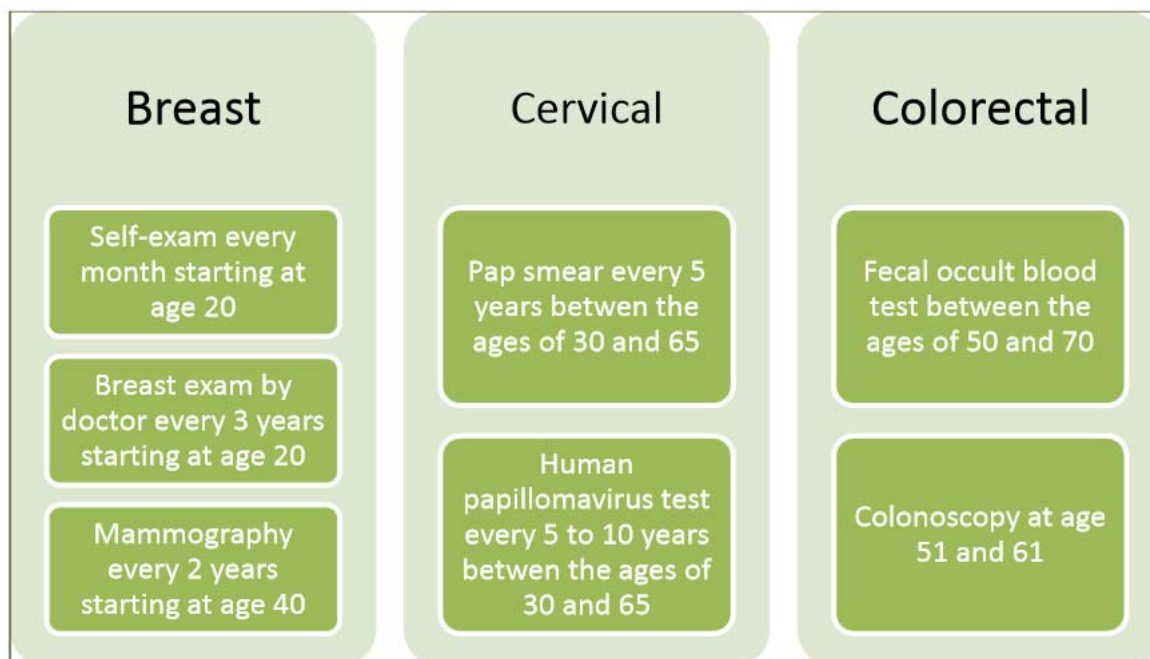 Breast
Self-exam every
month starting at
age 20
Breast exam by
doctor every 3 years
starting at age 20
Mammography
every 2 years
starting at age 40
Cervical
Pap smear every 5
years betwen the
ages of 30 and 65
Human
papillomavirus test
every 5 to 10 years
betwen the ages of
30 and 65
Colorectal
Fecal occult blood
test between the
ages of 50 and 70
Colonoscopy at age
51 and 61